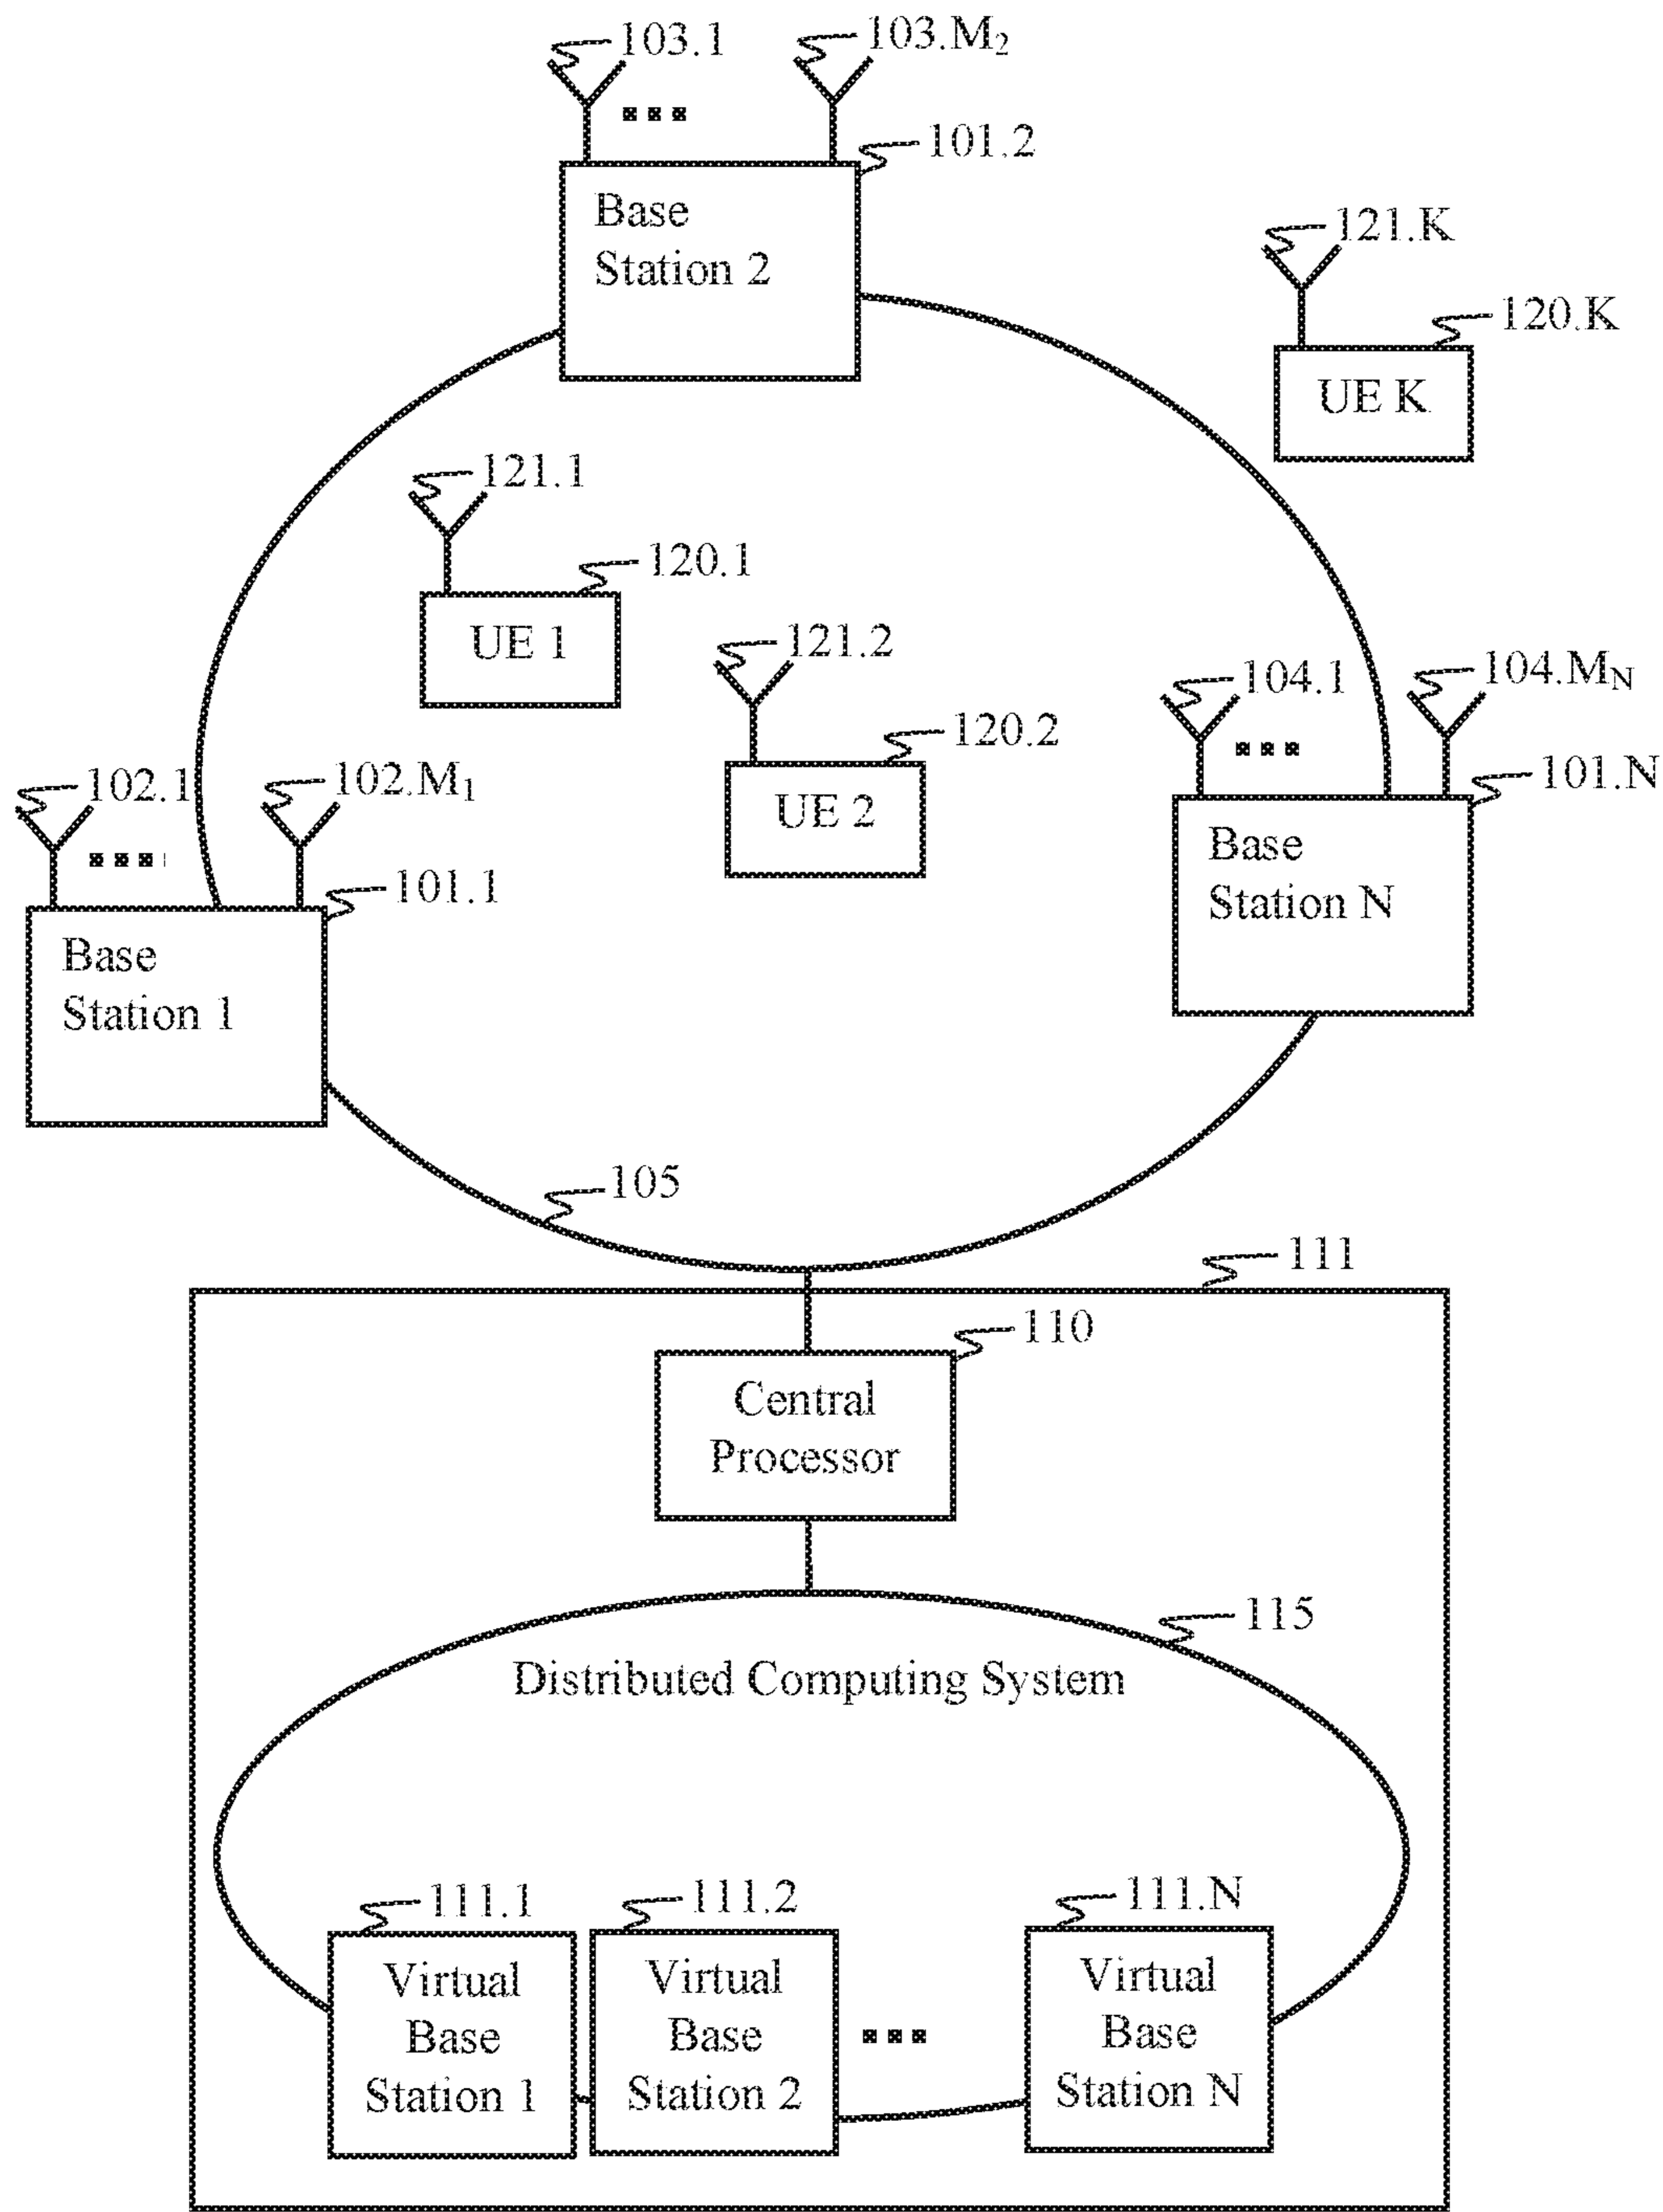 103.1
103.M₂
101.2
Base
Station 2
121.K
120.K
UE K
121.1
120.1
UE 1
121.2
120.2
UE 2
104.1
104.M_N
101.N
Base
Station N
102.1
102.M₁
101.1
Base
Station 1
105
111
110
Central
Processor
115
Distributed Computing System
111.1
Virtual
Base
Station 1
111.2
Virtual
Base
Station 2
111.N
Virtual
Base
Station N